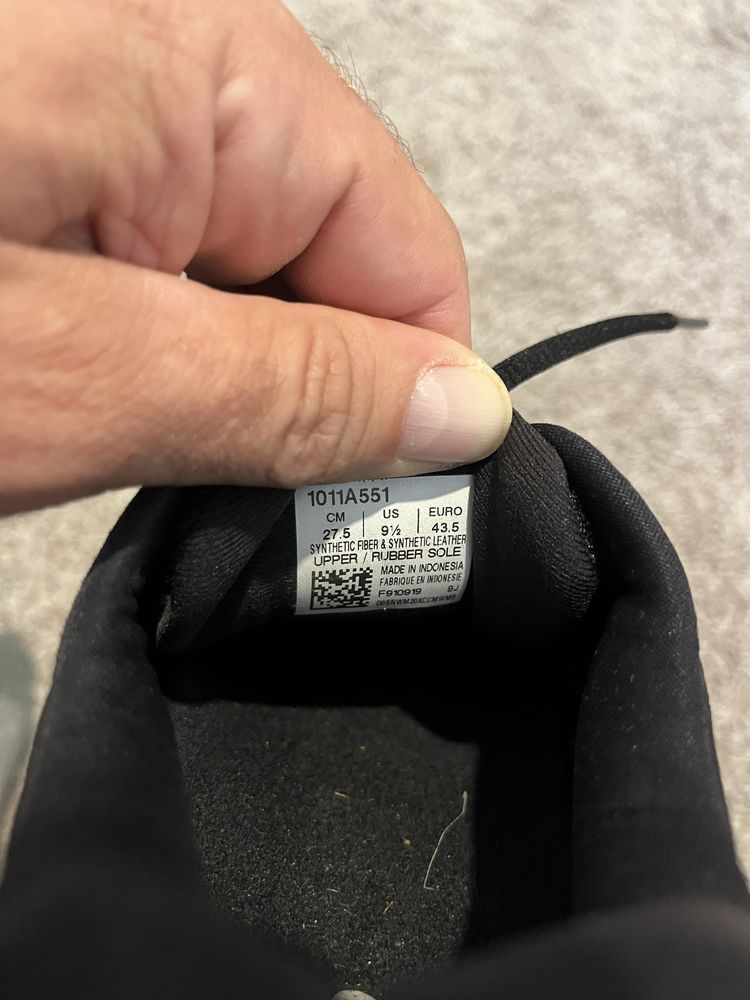 1011A551
CM US EURO
27.5 9½ 43.5
SYNTHETIC FIBER & SYNTHETIC LEATHER
UPPER / RUBBER SOLE
MADE IN INDONESIA
FABRIQUE EN INDONESIE
F910919 BJ